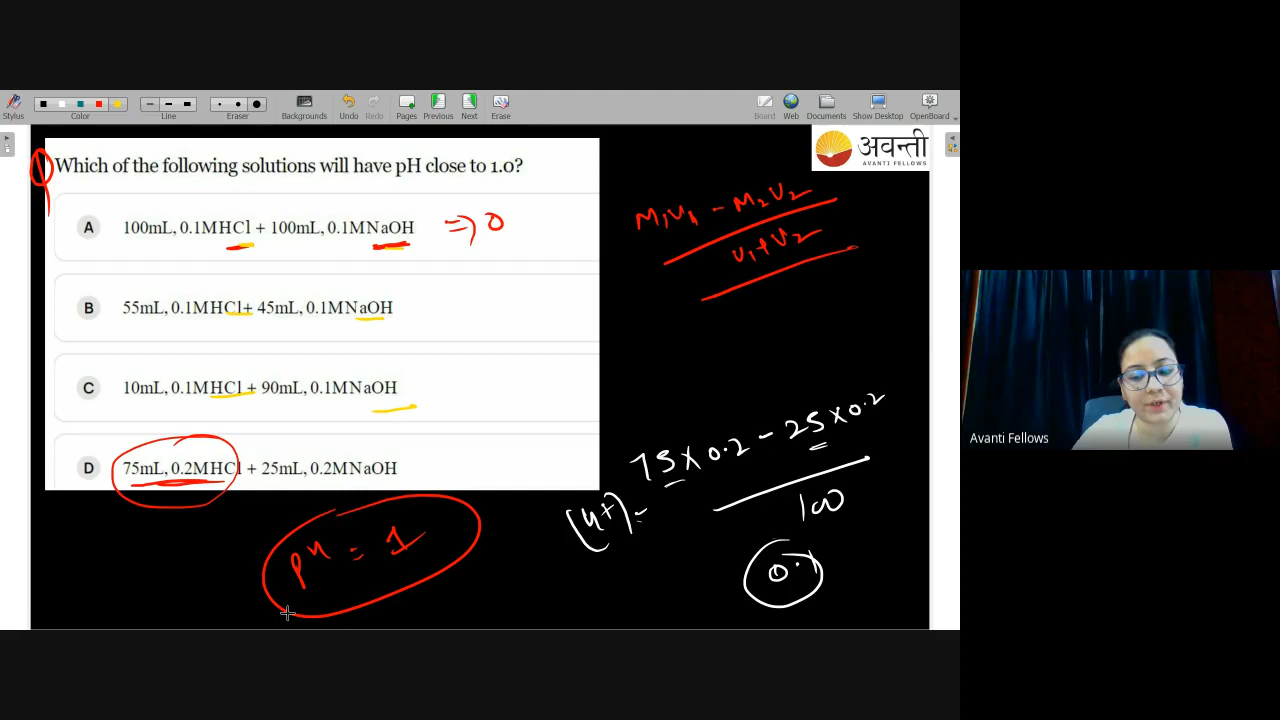 Stylus
Color
Line
Eraser
Backgrounds
Undo
Redo
Pages
Previous
Next
Erase
Board
Web
Documents
Show Desktop
OpenBoard
अवन्ती
AVANTI FELLOWS
Q
Which of the following solutions will have pH close to 1.0?
A 100mL, 0.1MHCl + 100mL, 0.1MNaOH ⇒ 0
B 55mL, 0.1MHCl+ 45mL, 0.1MNaOH
C 10mL, 0.1MHCl + 90mL, 0.1MNaOH
D 75mL, 0.2MHCl + 25mL, 0.2MNaOH
M1V1 - M2V2
V1+V2
[H+] = 75 × 0.2 - 25 × 0.2
100
0.1
pH = 1
Avanti Fellows